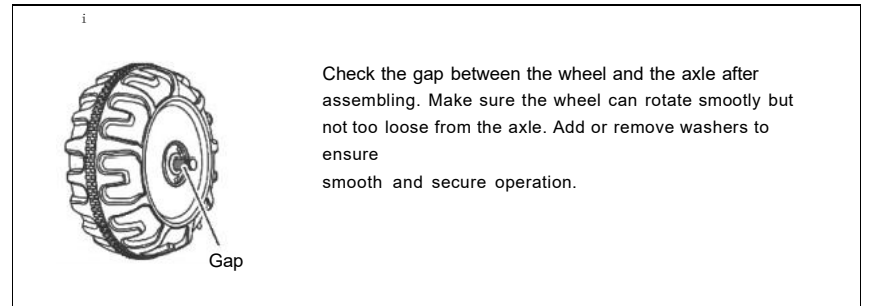 i
Check the gap between the wheel and the axle after
assembling. Make sure the wheel can rotate smootly but
not too loose from the axle. Add or remove washers to
ensure
smooth and secure operation.
Gap